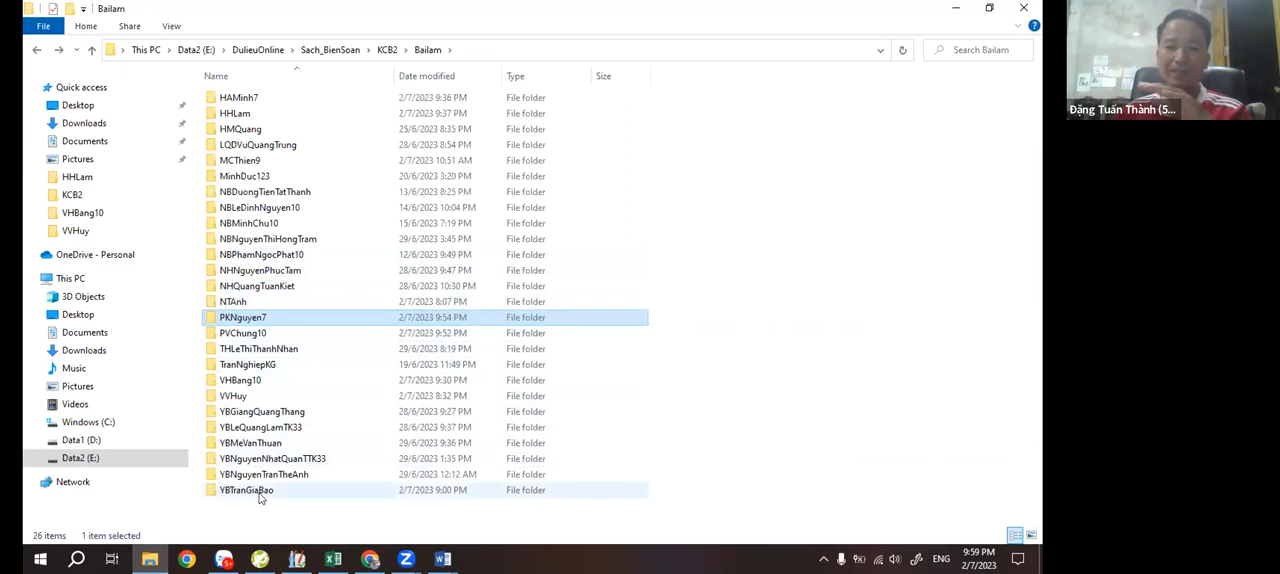 Bailam
File
Home
Share
View
This PC
Data2 (E:)
DulieuOnline
Sach_BienSoan
KCB2
Bailam
Search Bailam
Đặng Tuấn Thành (5...
Name
Date modified
Type
Size
Quick access
Desktop
Downloads
Documents
Pictures
HHLam
KCB2
VHBang10
VVHuy
OneDrive - Personal
This PC
3D Objects
Desktop
Documents
Downloads
Music
Pictures
Videos
Windows (C:)
Data1 (D:)
Data2 (E:)
Network
HAMinh7 2/7/2023 9:36 PM File folder
HHLam 2/7/2023 9:37 PM File folder
HMQuang 25/6/2023 8:35 PM File folder
LQDVuQuangTrung 28/6/2023 8:54 PM File folder
MCThien9 2/7/2023 10:51 AM File folder
MinhDuc123 20/6/2023 3:20 PM File folder
NBDuongTienTatThanh 13/6/2023 8:25 PM File folder
NBLeDinhNguyen10 14/6/2023 10:04 PM File folder
NBMinhChu10 15/6/2023 7:19 PM File folder
NBNguyenThiHongTram 29/6/2023 3:45 PM File folder
NBPhamNgocPhat10 12/6/2023 9:49 PM File folder
NHNguyenPhucTam 28/6/2023 9:47 PM File folder
NHQuangTuanKiet 28/6/2023 10:30 PM File folder
NTAnh 2/7/2023 8:07 PM File folder
PKNguyen7 2/7/2023 9:54 PM File folder
PVChung10 2/7/2023 9:52 PM File folder
THLeThiThanhNhan 29/6/2023 8:19 PM File folder
TranNghiepKG 19/6/2023 11:49 PM File folder
VHBang10 2/7/2023 9:30 PM File folder
VVHuy 2/7/2023 8:32 PM File folder
YBGiangQuangThang 28/6/2023 9:27 PM File folder
YBLeQuangLamTK33 28/6/2023 9:37 PM File folder
YBMeVanThuan 29/6/2023 9:36 PM File folder
YBNguyenNhatQuanTTK33 29/6/2023 1:35 PM File folder
YBNguyenTranTheAnh 29/6/2023 12:12 AM File folder
YBTranGiaBao 2/7/2023 9:00 PM File folder
26 items
1 item selected
5+
ENG
9:59 PM
2/7/2023